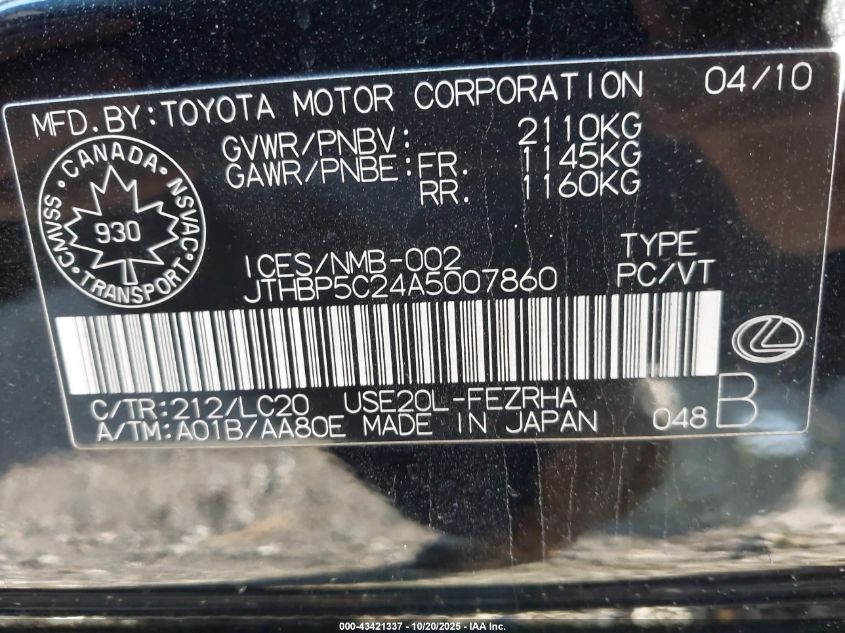 MFD.BY:TOYOTA MOTOR CORPORATION 04/10
GVWR/PNBV: 2110KG
GAWR/PNBE:FR. 1145KG
RR. 1160KG
CANADA
CMVSS · NSVAC
930
TRANSPORT
ICES/NMB-002
JTHBP5C24A5007860
TYPE
PC/VT
C/TR:212/LC20 USE20L-FEZRHA
A/TM:A01B/AA80E MADE IN JAPAN
048 B
000-43421337 - 10/20/2025 - IAA Inc.